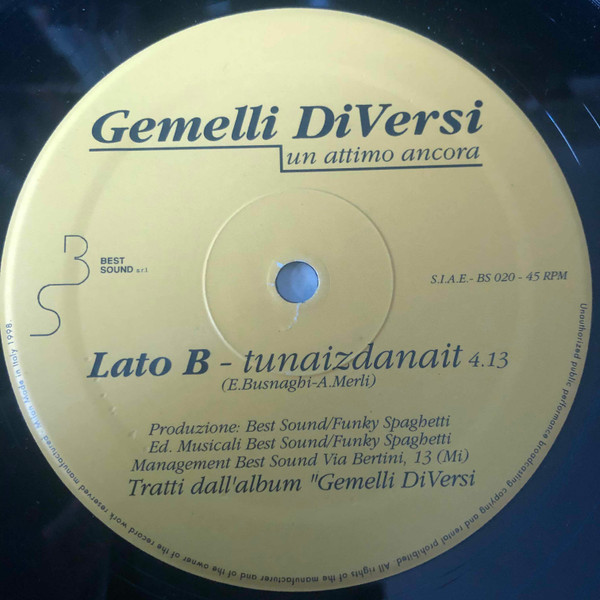 Gemelli DiVersi
un attimo ancora
BEST
SOUND s.r.l.
S.I.A.E.- BS 020 - 45 RPM
Lato B - tunaizdanait 4.13
(E.Busnaghi-A.Merli)
Produzione: Best Sound/Funky Spaghetti
Ed. Musicali Best Sound/Funky Spaghetti
Management Best Sound Via Bertini, 13 (Mi)
Tratti dall'album "Gemelli DiVersi
Unauthorized public performance broadcasting copying and rental prohibited. All rights of the manufacturer and of the owner of the record work reserved manufactured Made in Italy 1998.